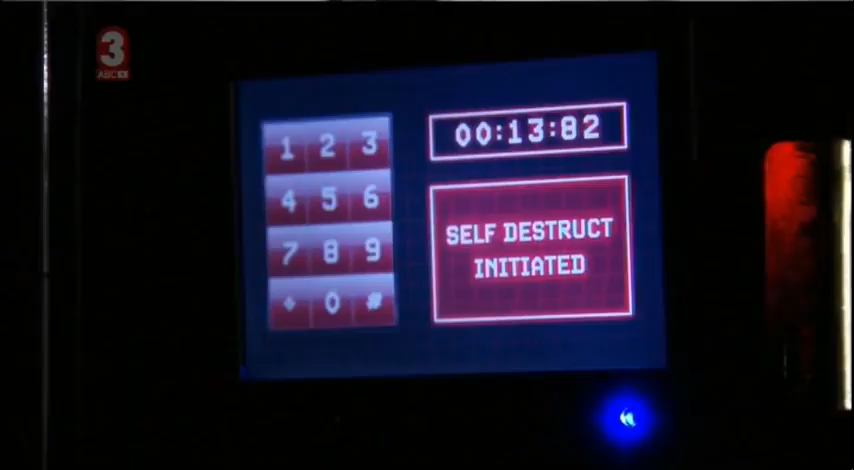 3
ABC
00:13:82
1 2 3
4 5 6
7 8 9
0 #
SELF DESTRUCT
INITIATED